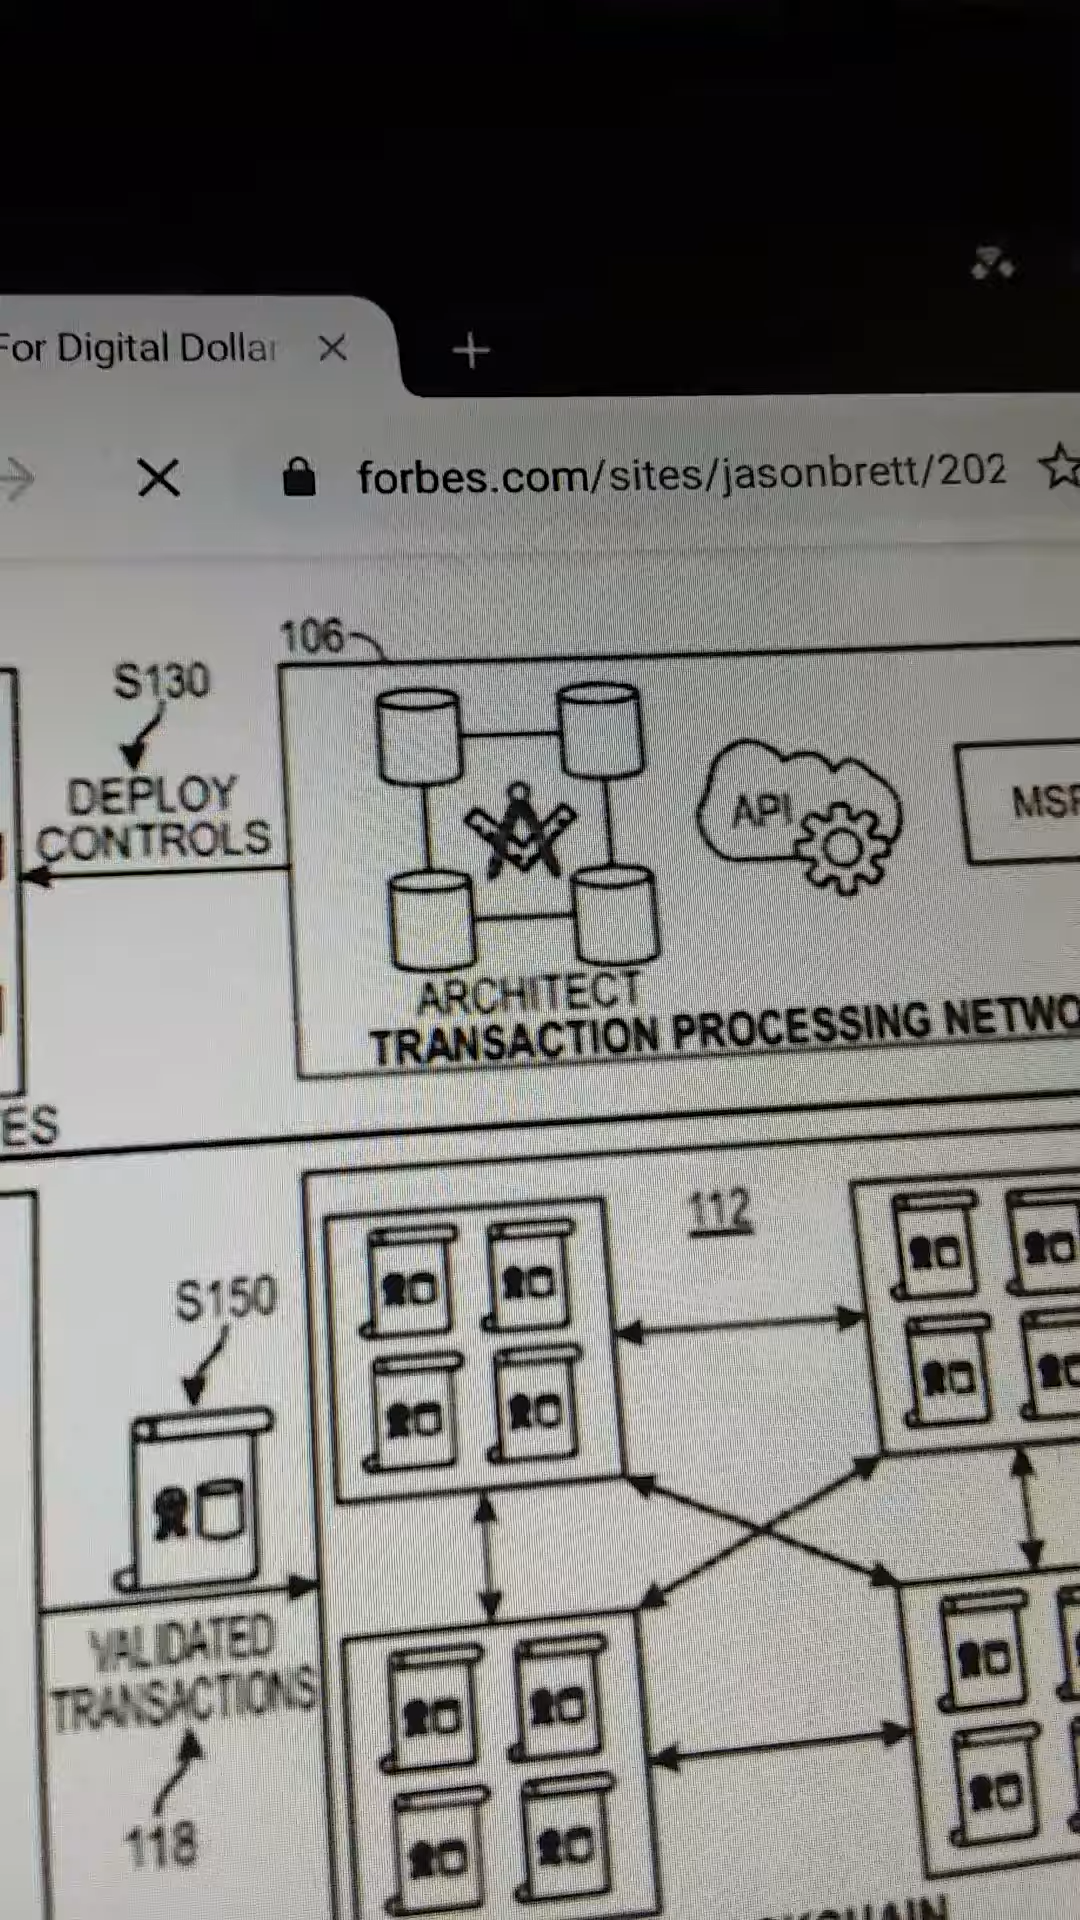 For Digital Dollar
forbes.com/sites/jasonbrett/202
106
S130
DEPLOY
CONTROLS
API
ARCHITECT
TRANSACTION PROCESSING NETWO
ES
112
S150
VALIDATED
TRANSACTIONS
118